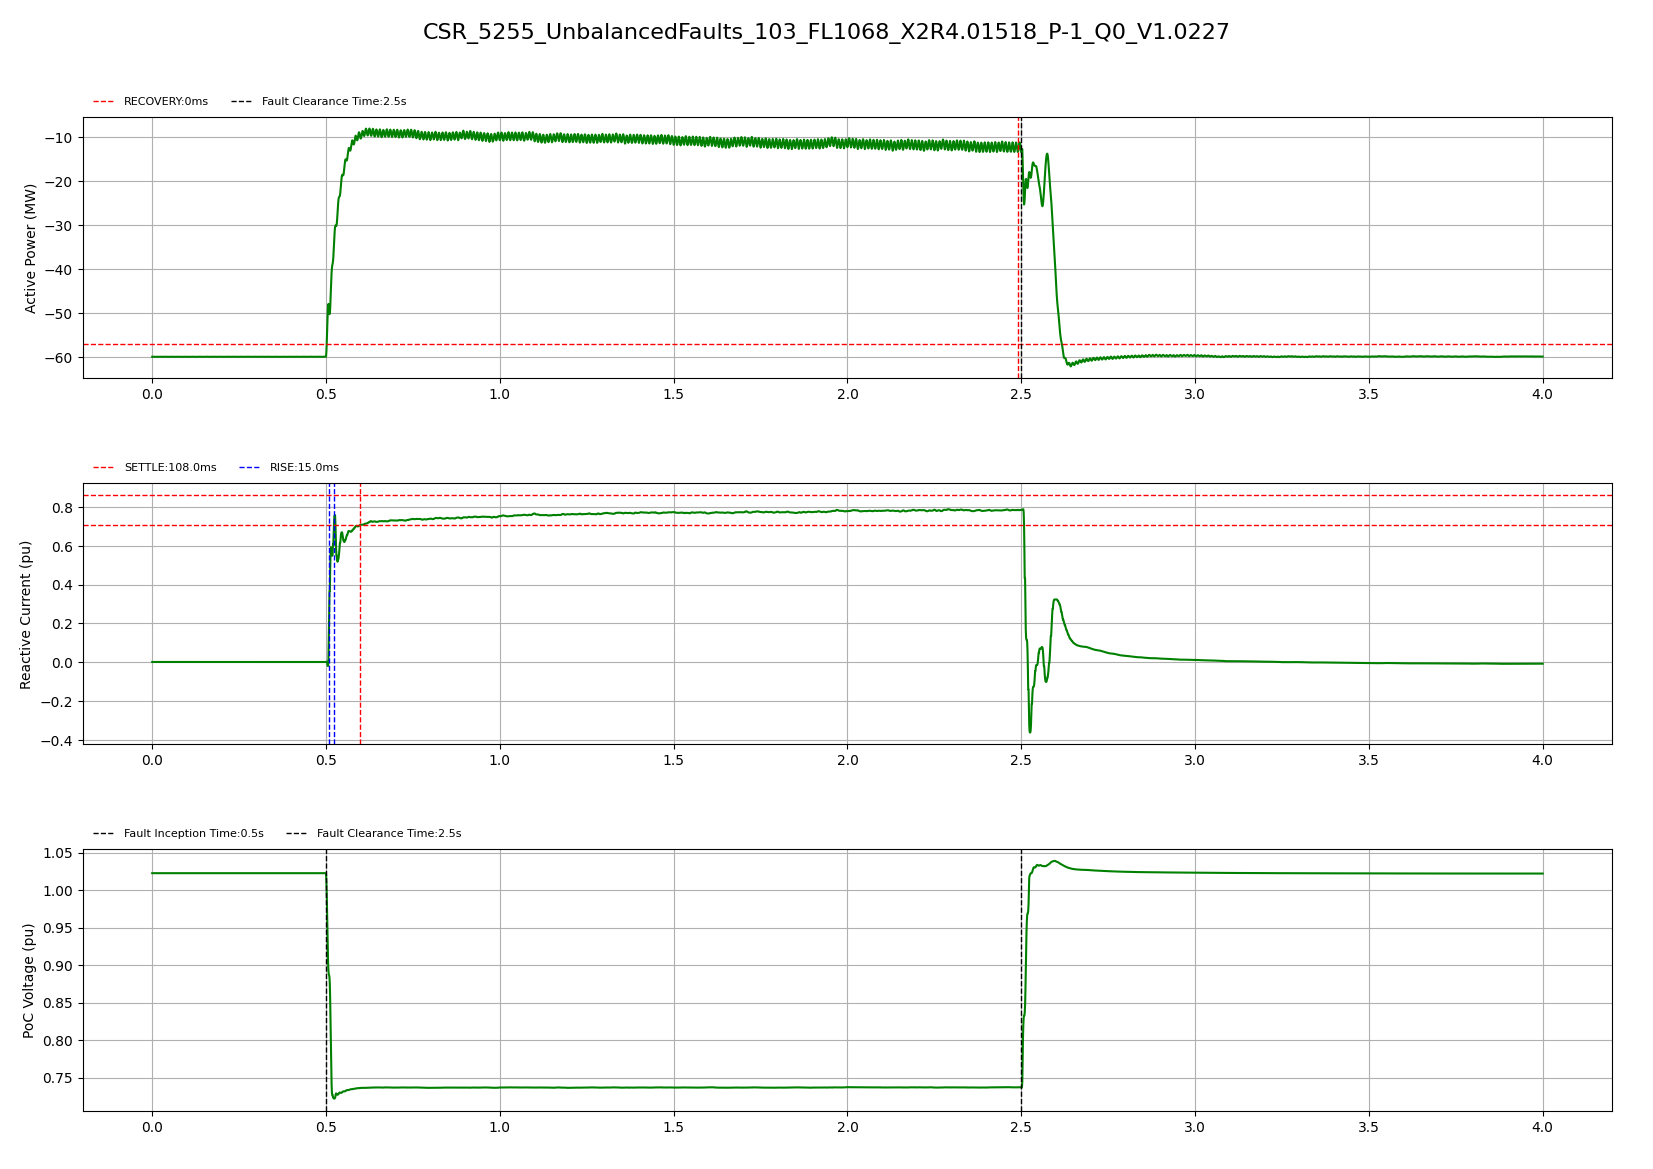 CSR_5255_UnbalancedFaults_103_FL1068_X2R4.01518_P-1_Q0_V1.0227
RECOVERY:0ms Fault Clearance Time:2.5s
Active Power (MW)
−10
−20
−30
−40
−50
−60
0.0 0.5 1.0 1.5 2.0 2.5 3.0 3.5 4.0
SETTLE:108.0ms RISE:15.0ms
Reactive Current (pu)
0.8
0.6
0.4
0.2
0.0
−0.2
−0.4
0.0 0.5 1.0 1.5 2.0 2.5 3.0 3.5 4.0
Fault Inception Time:0.5s Fault Clearance Time:2.5s
PoC Voltage (pu)
1.05
1.00
0.95
0.90
0.85
0.80
0.75
0.0 0.5 1.0 1.5 2.0 2.5 3.0 3.5 4.0